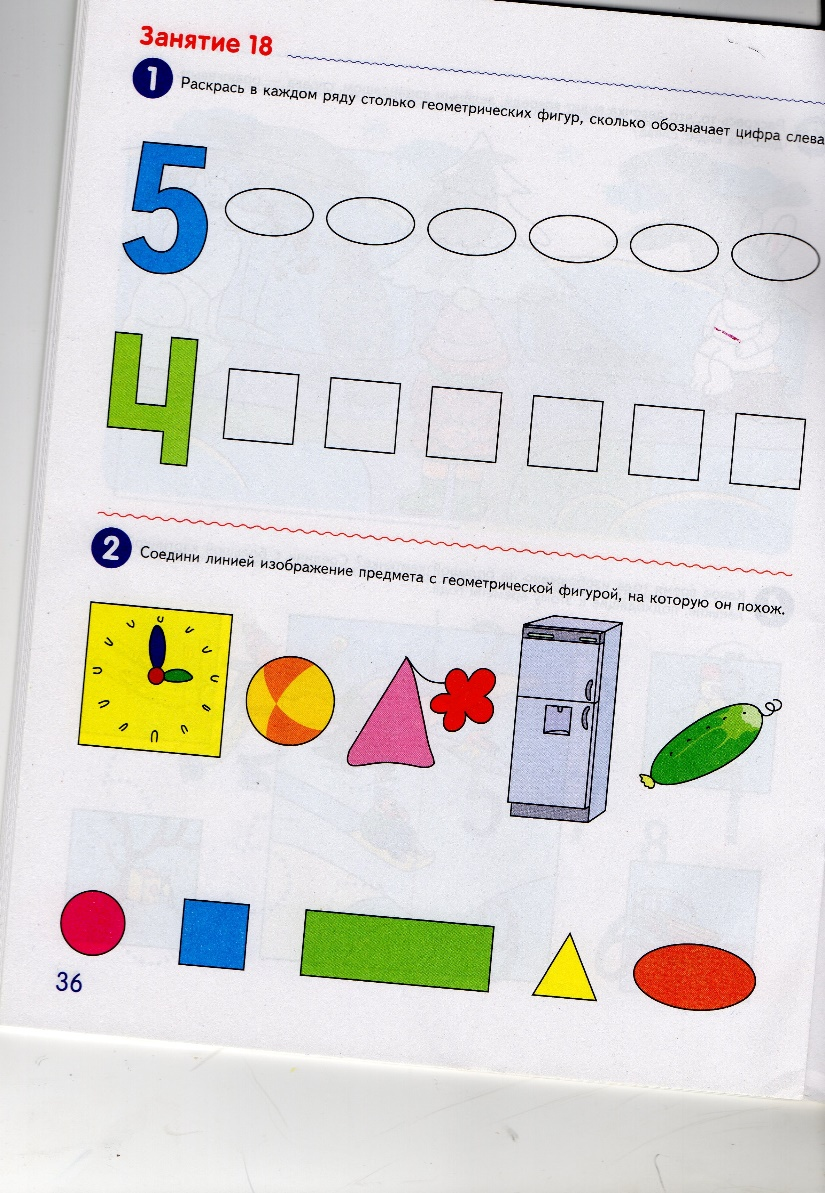 Занятие 18
1 Раскрась в каждом ряду столько геометрических фигур, сколько обозначает цифра слева
5
4
2 Соедини линией изображение предмета с геометрической фигурой, на которую он похож.
36